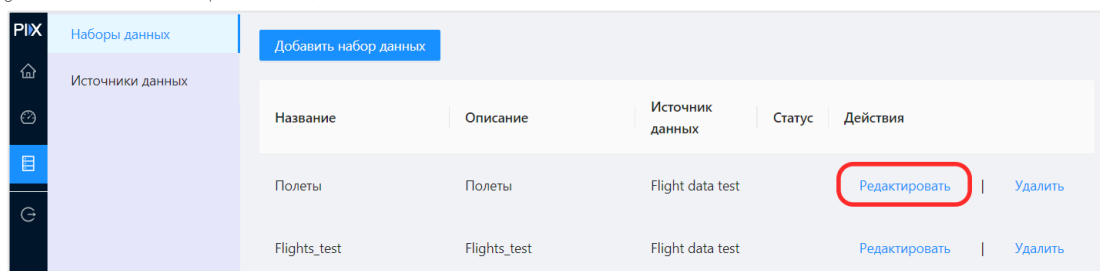 PIX
Наборы данных
Источники данных
Добавить набор данных
Название Описание Источник данных Статус Действия
Полеты Полеты Flight data test Редактировать | Удалить
Flights_test Flights_test Flight data test Редактировать | Удалить